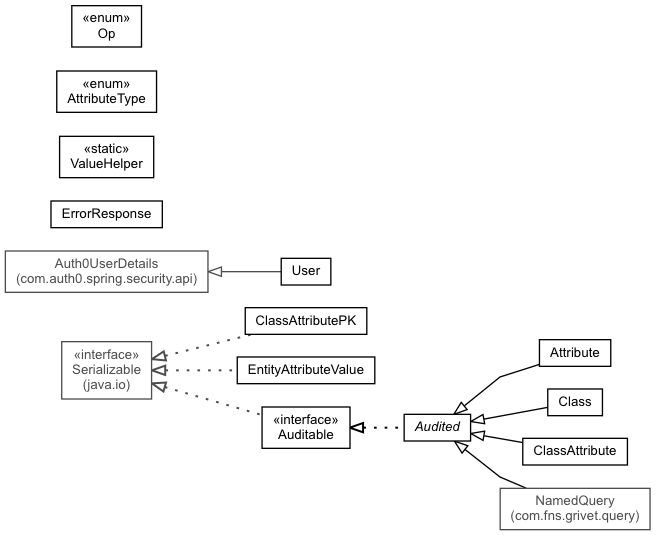 «enum»
Op
«enum»
AttributeType
«static»
ValueHelper
ErrorResponse
Auth0UserDetails
(com.auth0.spring.security.api)
User
ClassAttributePK
«interface»
Serializable
(java.io)
EntityAttributeValue
«interface»
Auditable
Audited
Attribute
Class
ClassAttribute
NamedQuery
(com.fns.grivet.query)